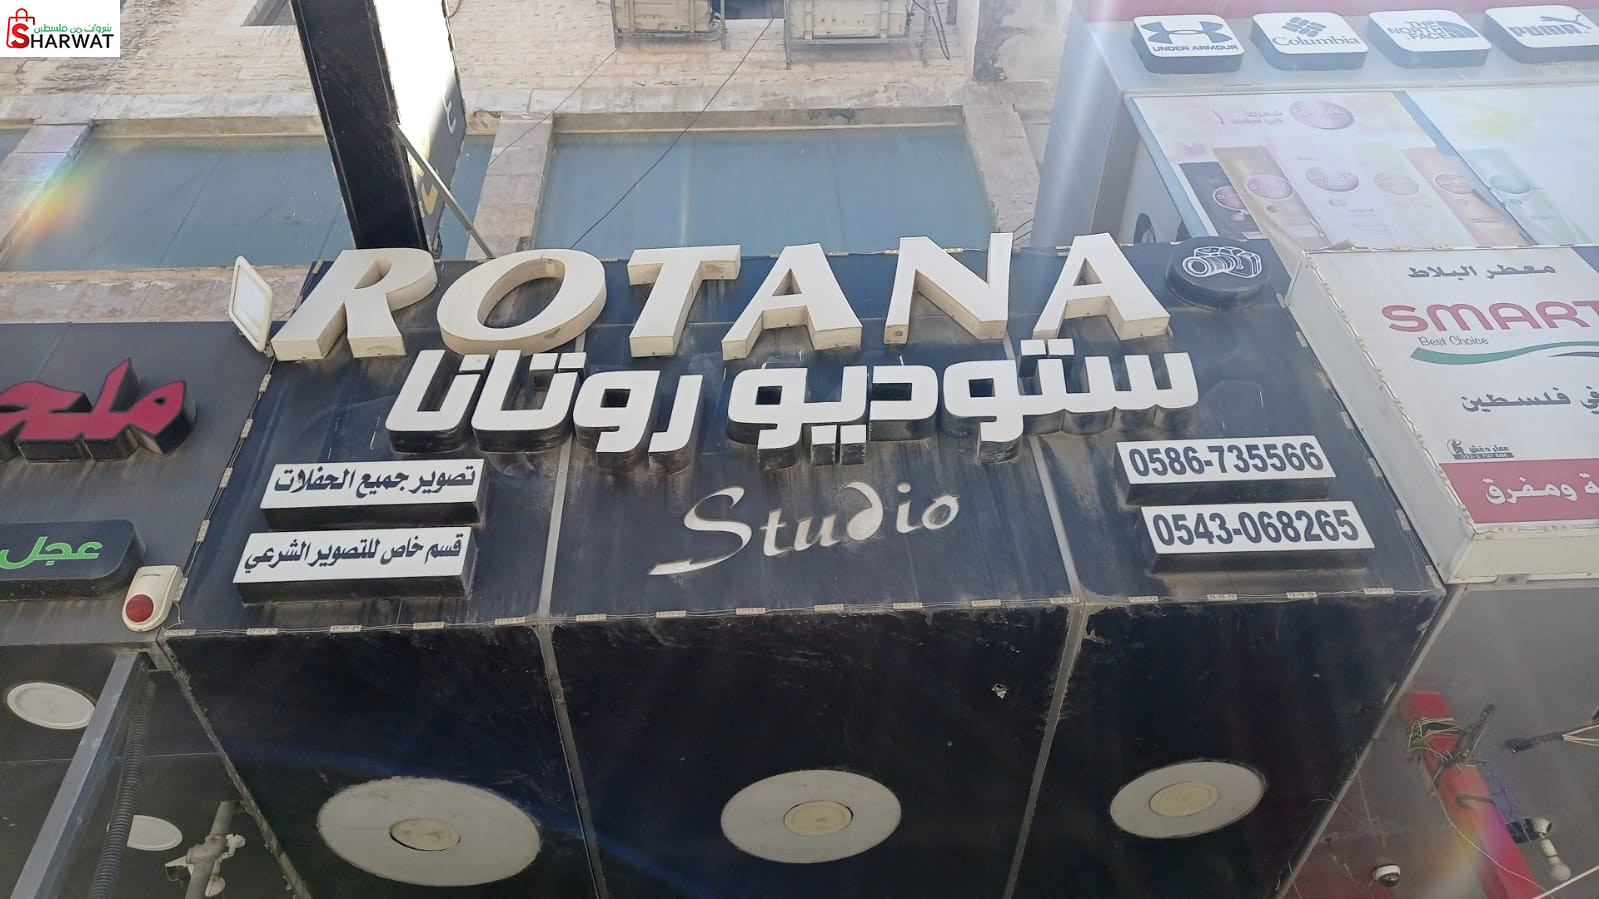 شروات من فلسطين
SHARWAT
UNDER ARMOUR
Columbia
THE NORTH FACE
PUMA
ROTANA
ستوديو روتانا
Studio
تصوير جميع الحفلات
قسم خاص للتصوير الشرعي
0586-735566
0543-068265
عجل
معطر البلاط
SMART
Best Choice
في فلسطين
ومفرق